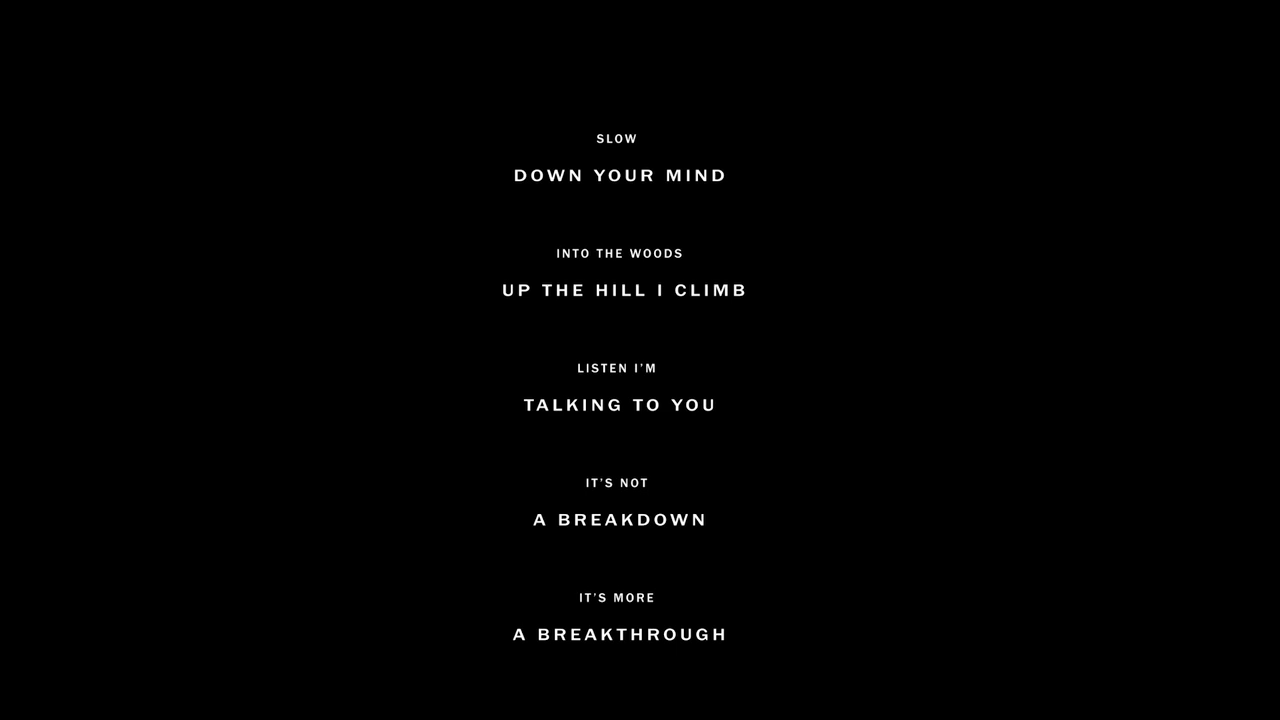 SLOW
DOWN YOUR MIND
INTO THE WOODS
UP THE HILL I CLIMB
LISTEN I’M
TALKING TO YOU
IT’S NOT
A BREAKDOWN
IT’S MORE
A BREAKTHROUGH